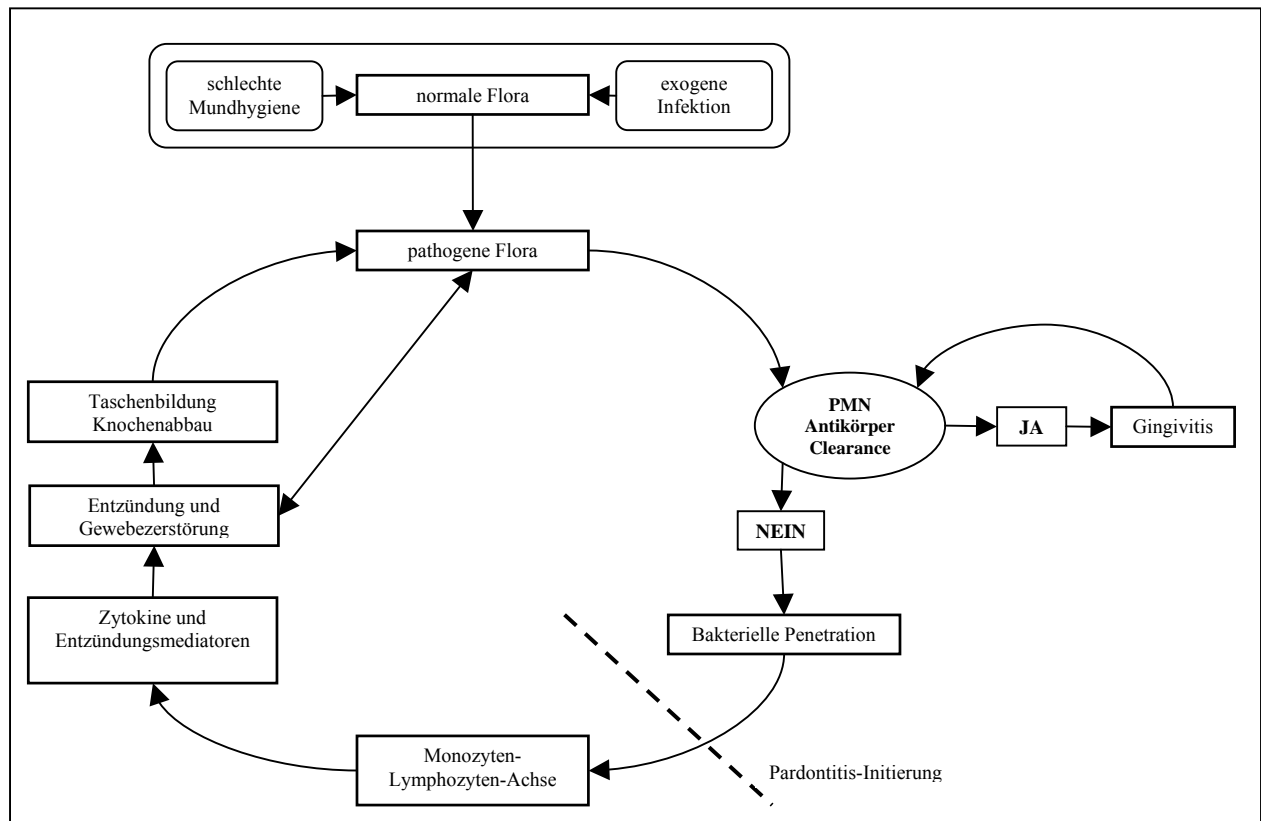 schlechte
Mundhygiene
normale Flora
exogene
Infektion
pathogene Flora
Taschenbildung
Knochenabbau
PMN
Antikörper
Clearance
JA
Gingivitis
Entzündung und
Gewebezerstörung
NEIN
Zytokine und
Entzündungsmediatoren
Bakterielle Penetration
Monozyten-
Lymphozyten-Achse
Pardontitis-Initierung